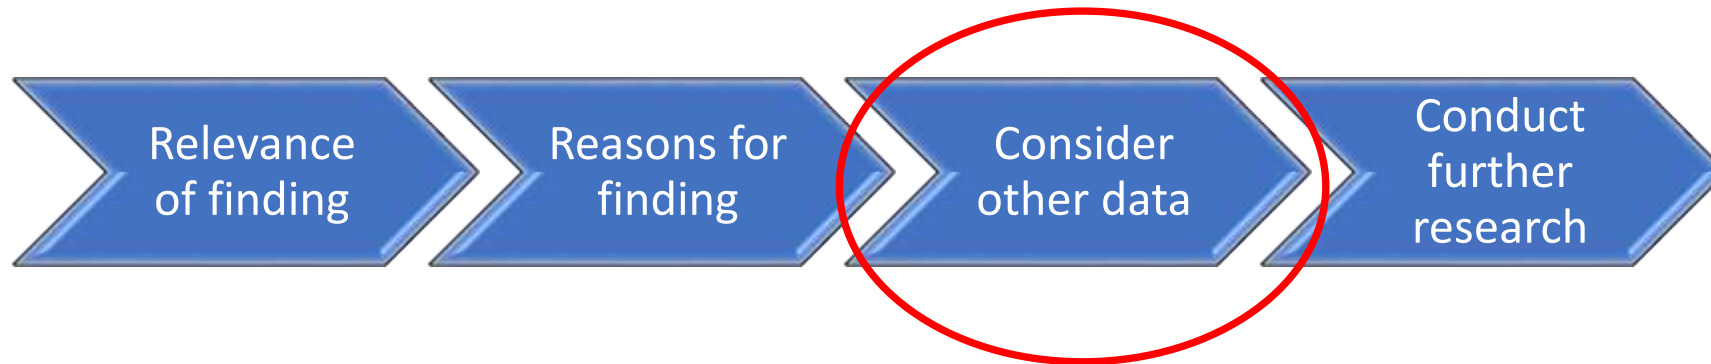 Relevance
of finding
Reasons for
finding
Consider
other data
Conduct
further
research